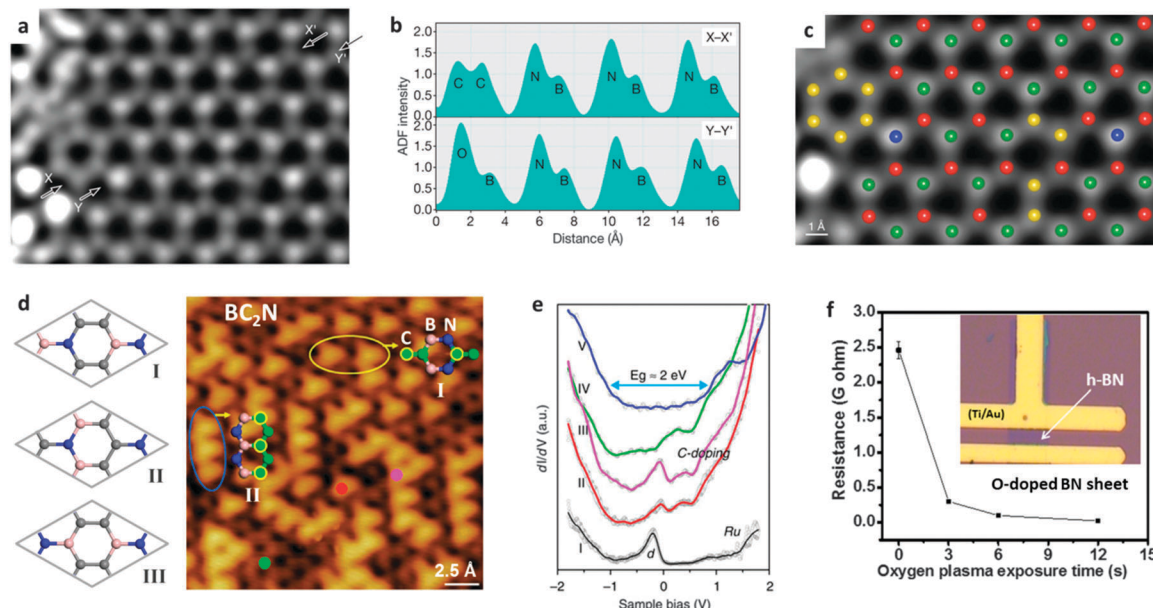 a
X'
Y'
X
Y
b
X–X'
Y–Y'
ADF intensity
2.0
1.5
1.0
0.5
0.0
2.0
1.5
1.0
0.5
0.0
C C N B N B N B
O B N B N B N B
0 2 4 6 8 10 12 14 16
Distance (Å)
c
1 Å
d
I
II
III
BC₂N
C B N
I
II
2.5 Å
e
V
IV
III
II
I
Eg ≈ 2 eV
C-doping
Ru
d
dI/dV (a.u.)
–2 –1 0 1 2
Sample bias (V)
f
Resistance (G ohm)
3.0
2.5
2.0
1.5
1.0
0.5
0.0
h-BN
(Ti/Au)
O-doped BN sheet
0 3 6 9 12 15
Oxygen plasma exposure time (s)